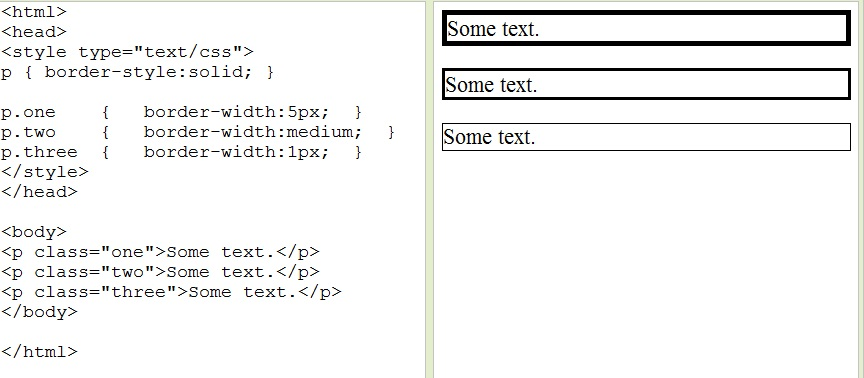 <html>
<head>
<style type="text/css">
p { border-style:solid; }
p.one    {   border-width:5px;  }
p.two    {   border-width:medium;  }
p.three  {   border-width:1px;  }
</style>
</head>
<body>
<p class="one">Some text.</p>
<p class="two">Some text.</p>
<p class="three">Some text.</p>
</body>
</html>
Some text.
Some text.
Some text.